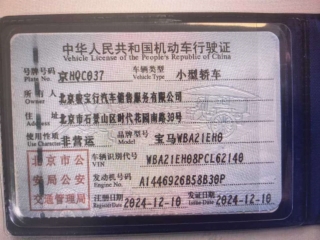 中华人民共和国机动车行驶证
Vehicle License of the People's Republic of China
号牌号码 京HQC037 车辆类型 小型轿车
Plate No. Vehicle Type
所有人 北京骏宝行汽车销售服务有限公司
Owner
住址 北京市石景山区时代花园南路30号
Address
使用性质 非营运 品牌型号 宝马WBA21EH0
Use Character Model
北京市公 车辆识别代号 WBA21EH08PCL62140
VIN
安局公安 发动机号码 A1446926B58B30P
Engine No.
交通管理局 注册日期 2024-12-10 发证日期 2024-12-10
Register Date Issue Date